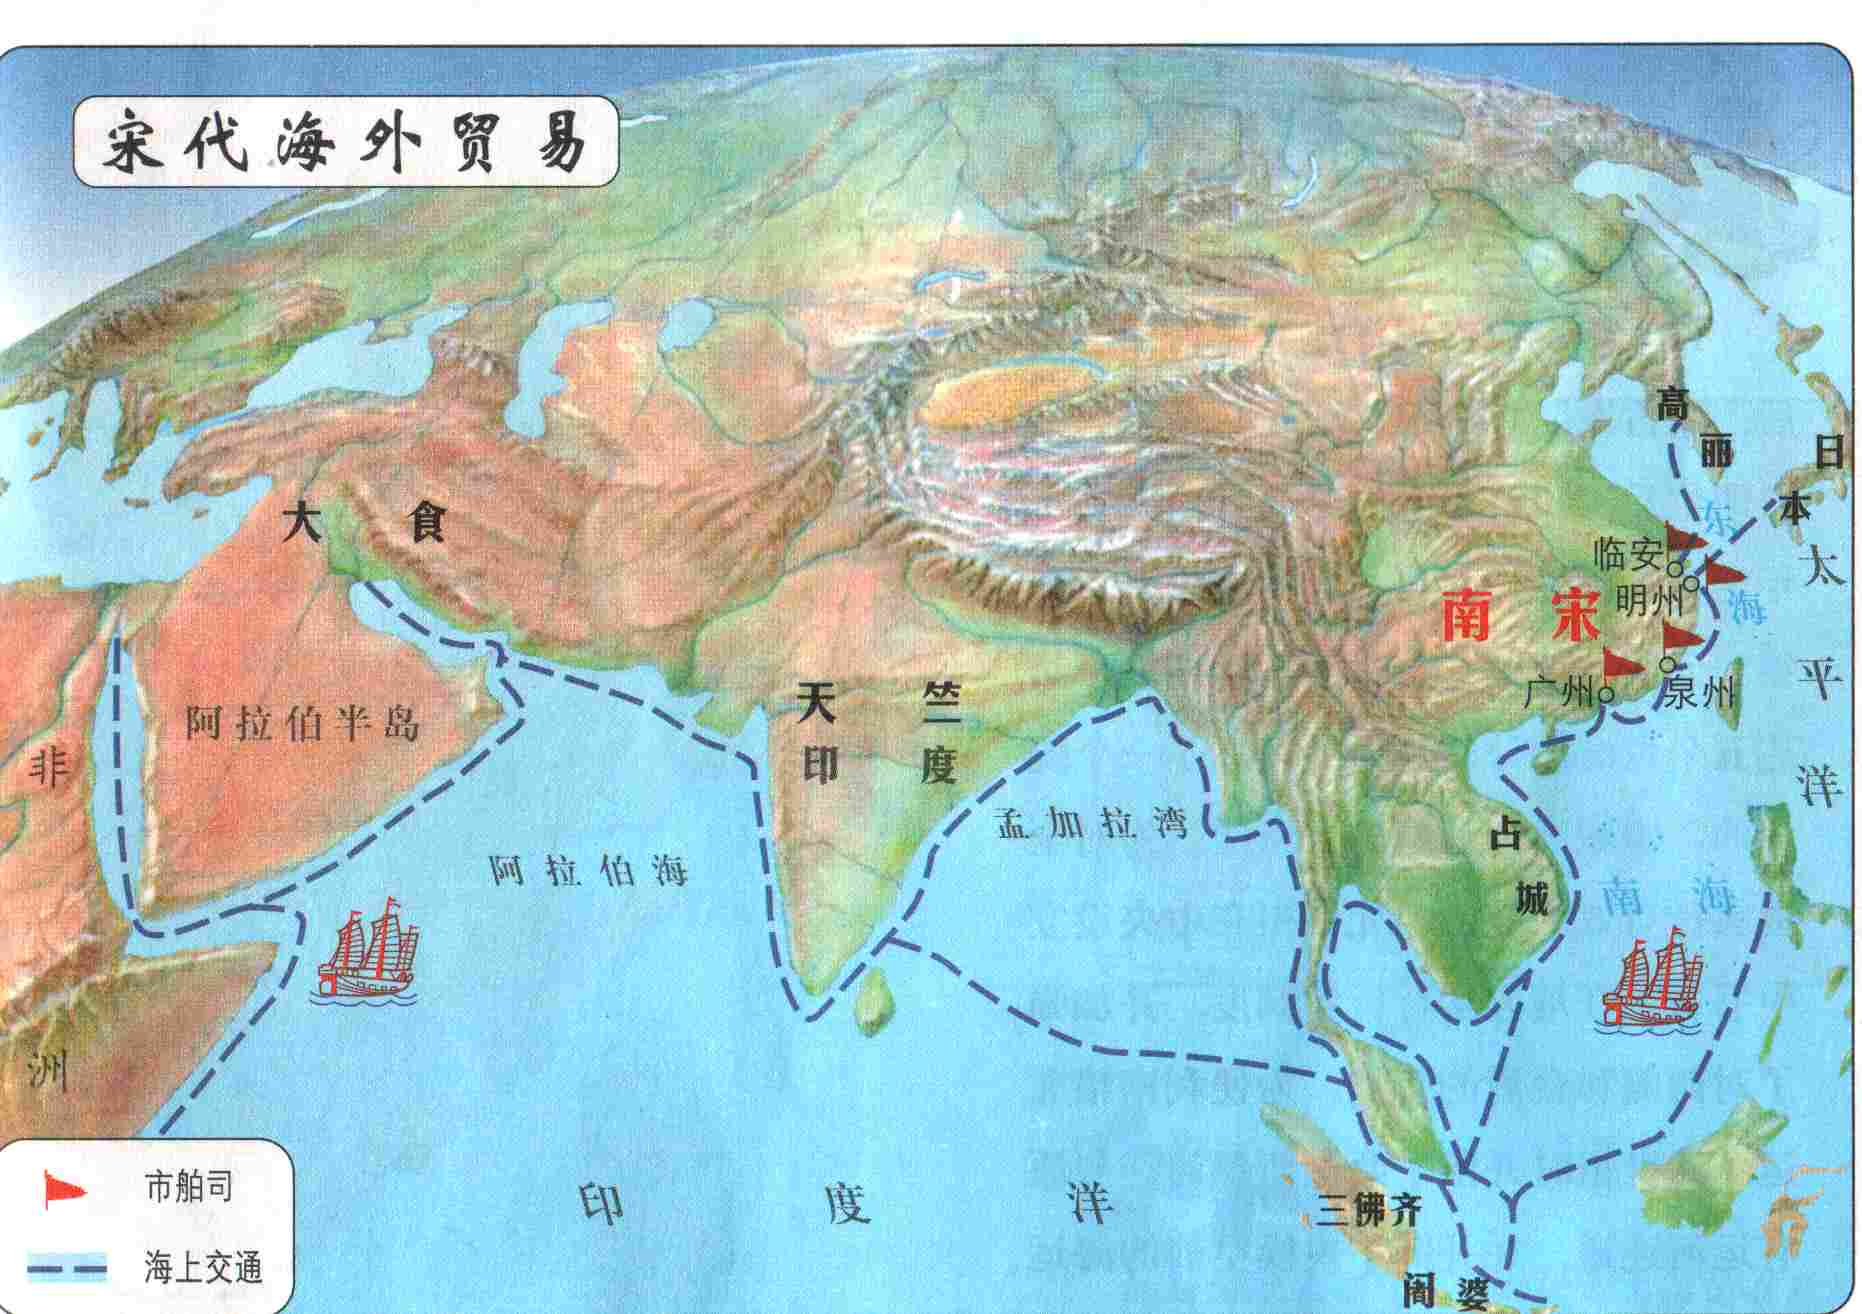 宋代海外贸易
高丽
日本
大食
东海
临安
明州
南宋
太平洋
天竺
印度
阿拉伯半岛
广州
泉州
非洲
孟加拉湾
占城
阿拉伯海
南海
市舶司
三佛齐
印度洋
海上交通
阇婆